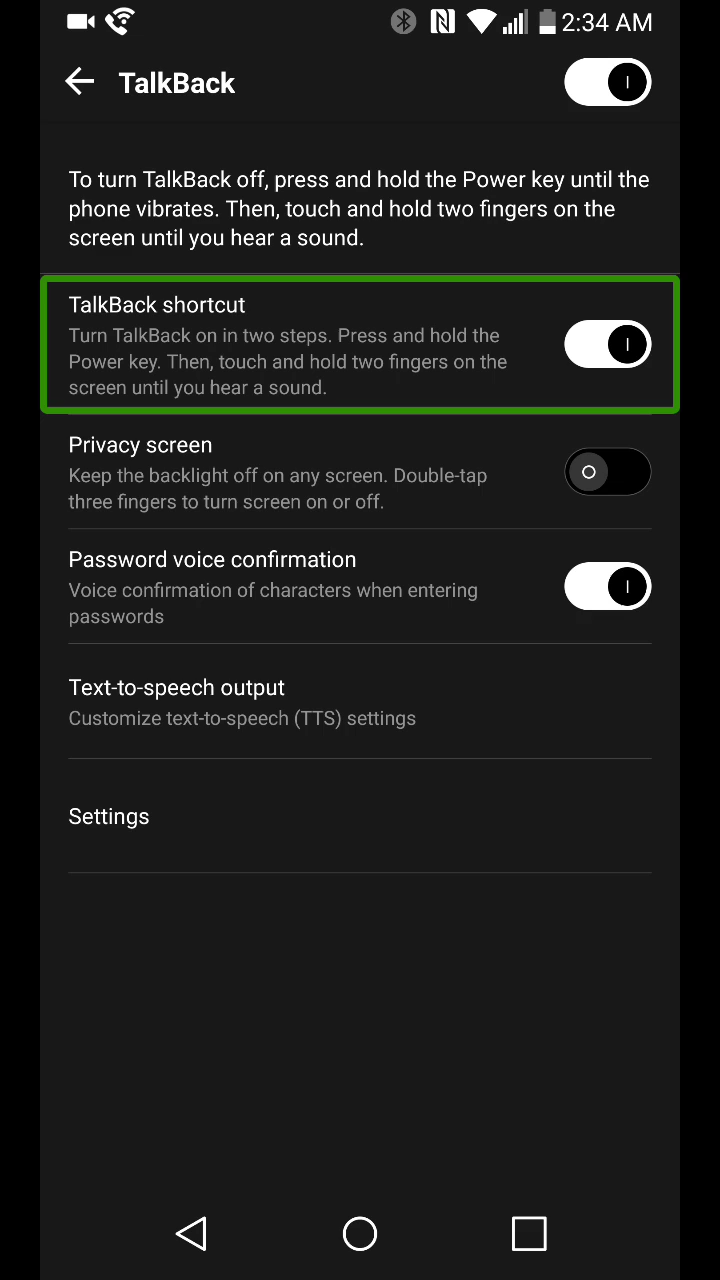 2:34 AM
TalkBack
To turn TalkBack off, press and hold the Power key until the
phone vibrates. Then, touch and hold two fingers on the
screen until you hear a sound.
TalkBack shortcut
Turn TalkBack on in two steps. Press and hold the
Power key. Then, touch and hold two fingers on the
screen until you hear a sound.
Privacy screen
Keep the backlight off on any screen. Double-tap
three fingers to turn screen on or off.
Password voice confirmation
Voice confirmation of characters when entering
passwords
Text-to-speech output
Customize text-to-speech (TTS) settings
Settings